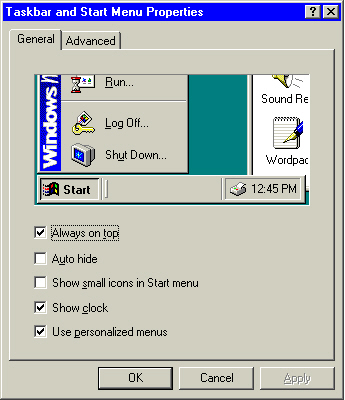 Taskbar and Start Menu Properties
General Advanced
Run...
Log Off...
Shut Down...
Windows
Sound Re
Wordpad
Start 12:45 PM
Always on top
Auto hide
Show small icons in Start menu
Show clock
Use personalized menus
OK Cancel Apply